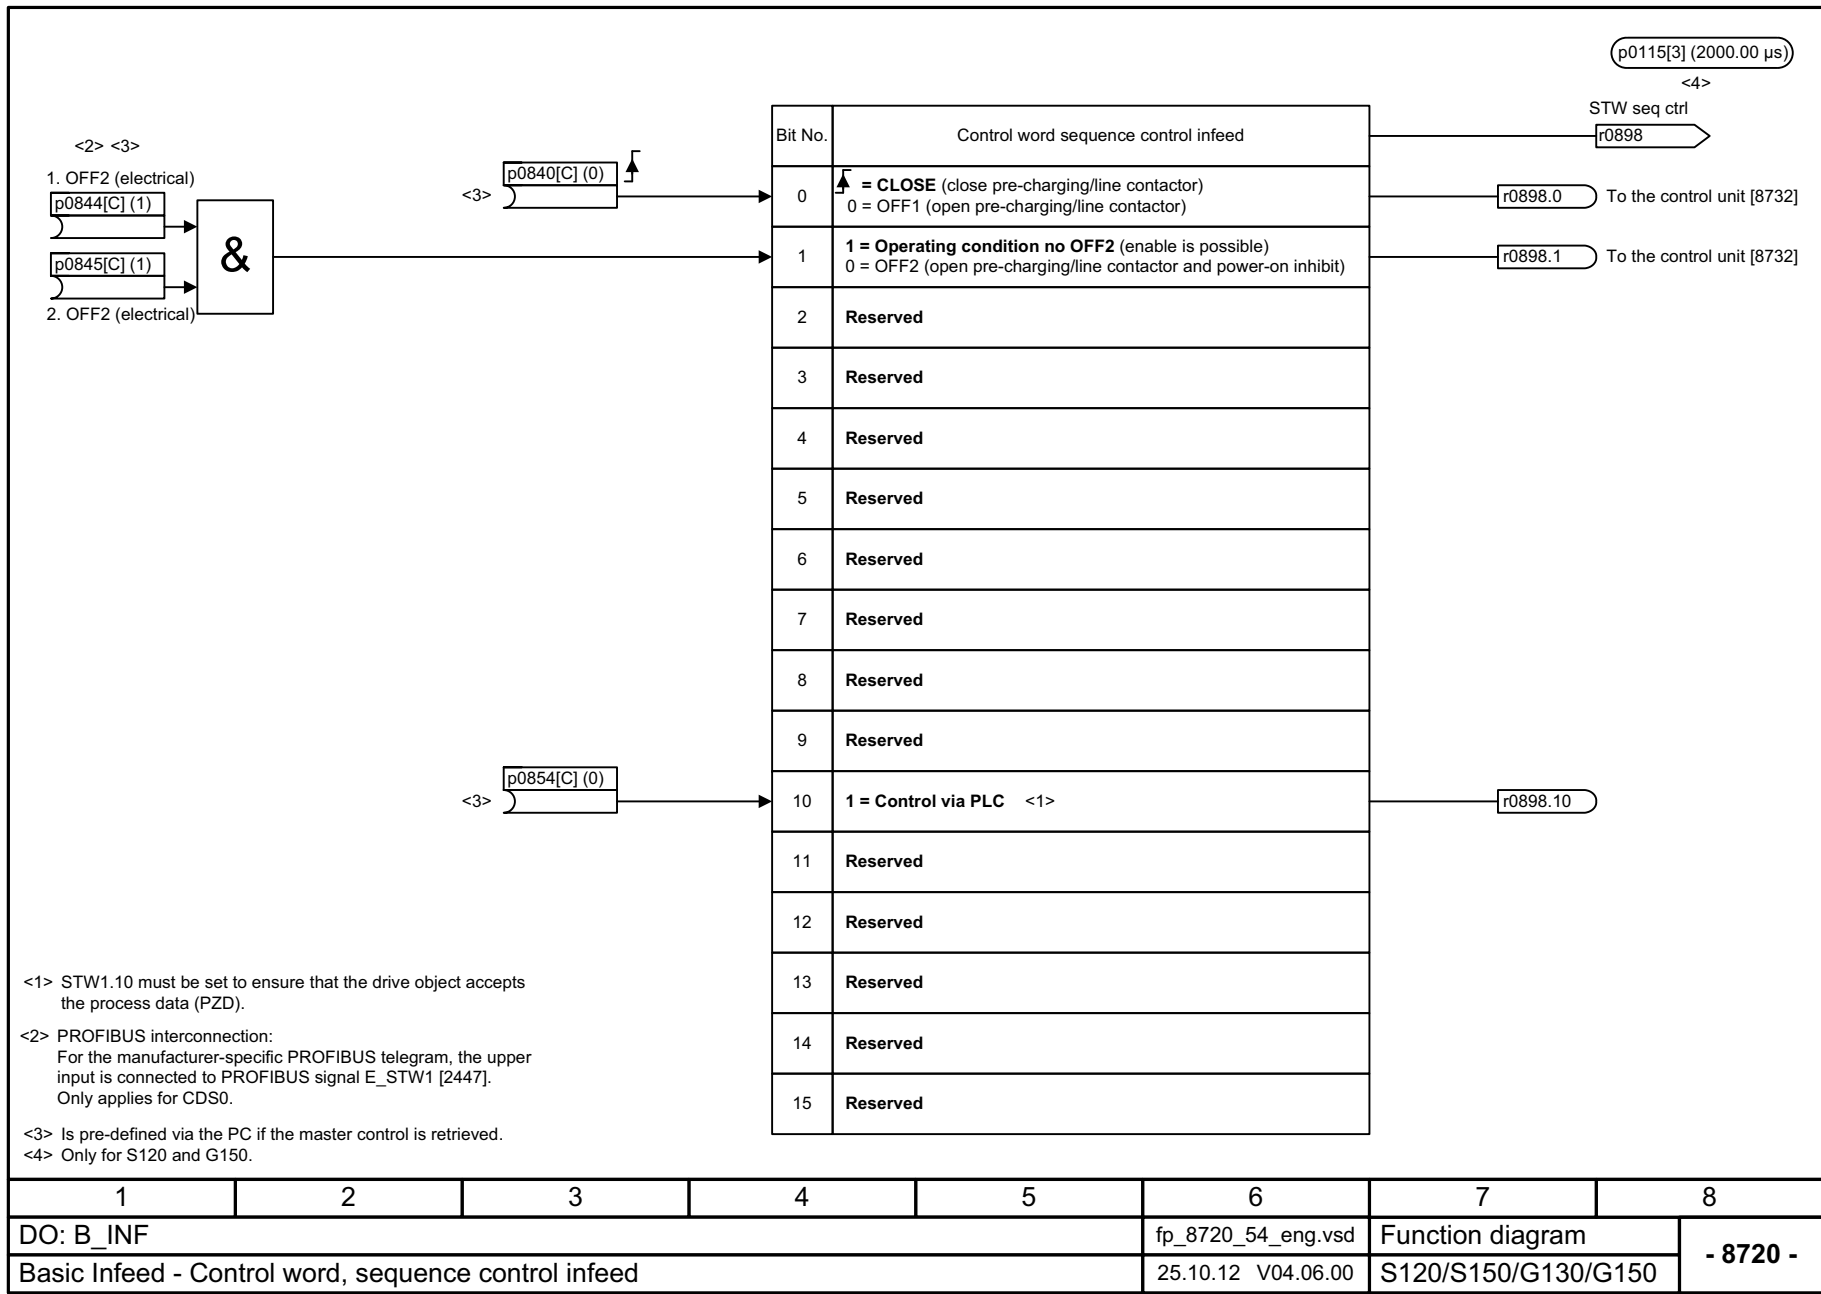 p0115[3] (2000.00 µs)
<4>
STW seq ctrl
r0898
<2> <3>
1. OFF2 (electrical)
p0844[C] (1)
&
p0845[C] (1)
2. OFF2 (electrical)
p0840[C] (0)
<3>
Bit No. Control word sequence control infeed
0 = CLOSE (close pre-charging/line contactor)
0 = OFF1 (open pre-charging/line contactor)
r0898.0 To the control unit [8732]
1 1 = Operating condition no OFF2 (enable is possible)
0 = OFF2 (open pre-charging/line contactor and power-on inhibit)
r0898.1 To the control unit [8732]
2 Reserved
3 Reserved
4 Reserved
5 Reserved
6 Reserved
7 Reserved
8 Reserved
9 Reserved
p0854[C] (0)
<3>
10 1 = Control via PLC <1>
r0898.10
11 Reserved
12 Reserved
13 Reserved
14 Reserved
15 Reserved
<1> STW1.10 must be set to ensure that the drive object accepts
the process data (PZD).
<2> PROFIBUS interconnection:
For the manufacturer-specific PROFIBUS telegram, the upper
input is connected to PROFIBUS signal E_STW1 [2447].
Only applies for CDS0.
<3> Is pre-defined via the PC if the master control is retrieved.
<4> Only for S120 and G150.
1 2 3 4 5 6 7 8
DO: B_INF fp_8720_54_eng.vsd Function diagram
- 8720 -
Basic Infeed - Control word, sequence control infeed 25.10.12 V04.06.00 S120/S150/G130/G150